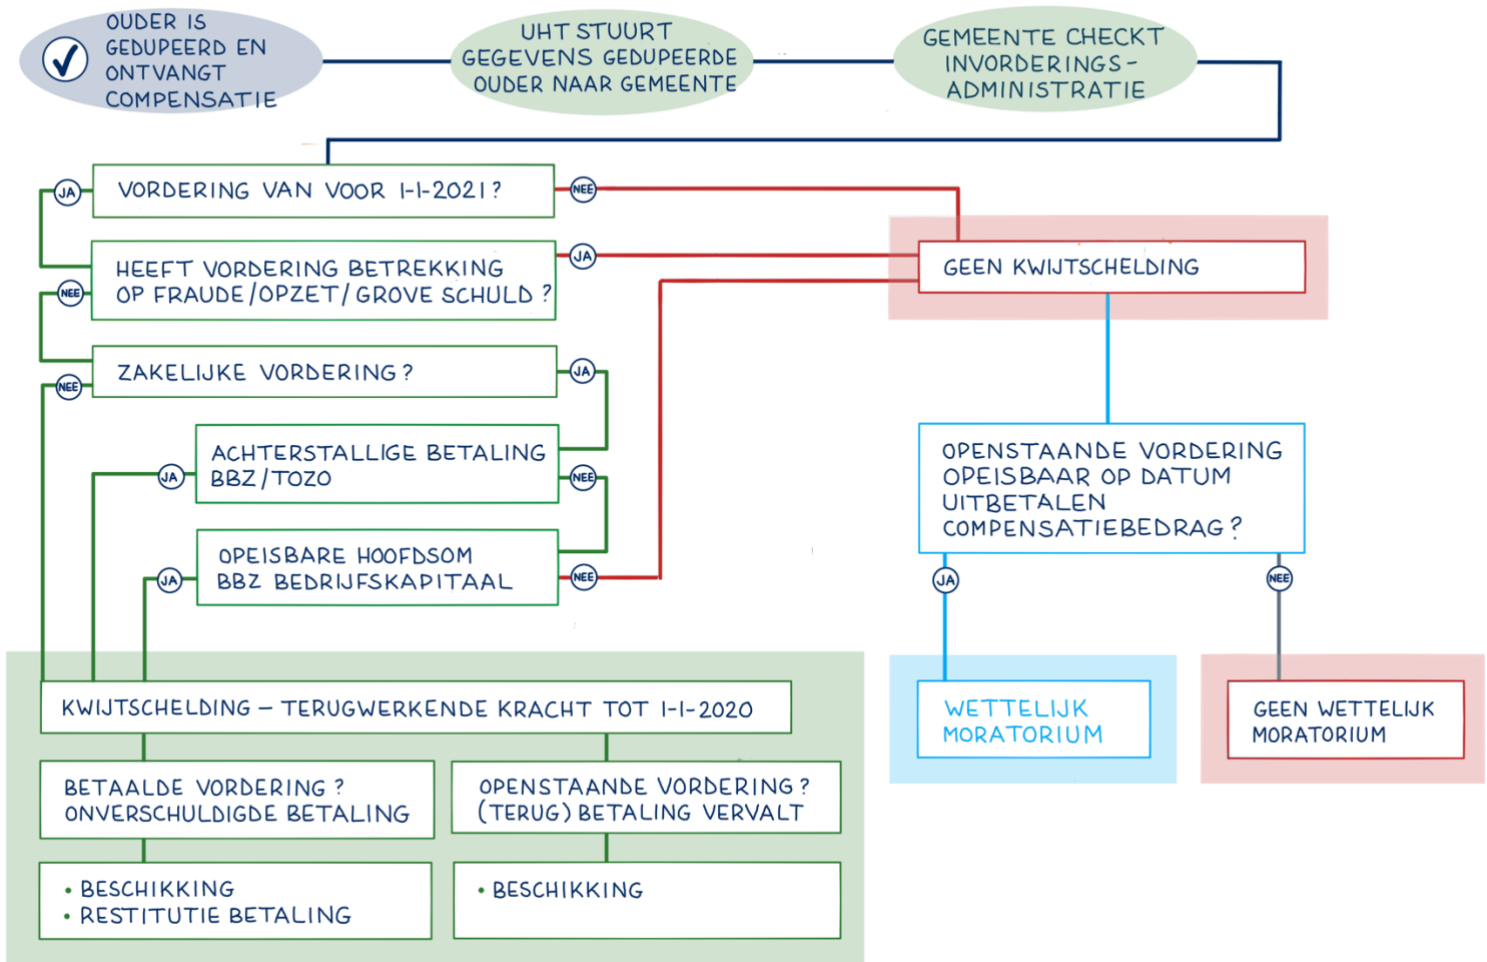 OUDER IS
GEDUPEERD EN
ONTVANGT
COMPENSATIE
UHT STUURT
GEGEVENS GEDUPEERDE
OUDER NAAR GEMEENTE
GEMEENTE CHECKT
INVORDERINGS-
ADMINISTRATIE
JA
VORDERING VAN VOOR 1-1-2021?
NEE
HEEFT VORDERING BETREKKING
OP FRAUDE/OPZET/GROVE SCHULD?
JA
NEE
GEEN KWIJTSCHELDING
ZAKELIJKE VORDERING?
JA
NEE
ACHTERSTALLIGE BETALING
BBZ/TOZO
JA
NEE
OPEISBARE HOOFDSOM
BBZ BEDRIJFSKAPITAAL
JA
NEE
OPENSTAANDE VORDERING
OPEISBAAR OP DATUM
UITBETALEN
COMPENSATIEBEDRAG?
JA
NEE
KWIJTSCHELDING – TERUGWERKENDE KRACHT TOT 1-1-2020
WETTELIJK
MORATORIUM
GEEN WETTELIJK
MORATORIUM
BETAALDE VORDERING?
ONVERSCHULDIGDE BETALING
OPENSTAANDE VORDERING?
(TERUG) BETALING VERVALT
• BESCHIKKING
• RESTITUTIE BETALING
• BESCHIKKING